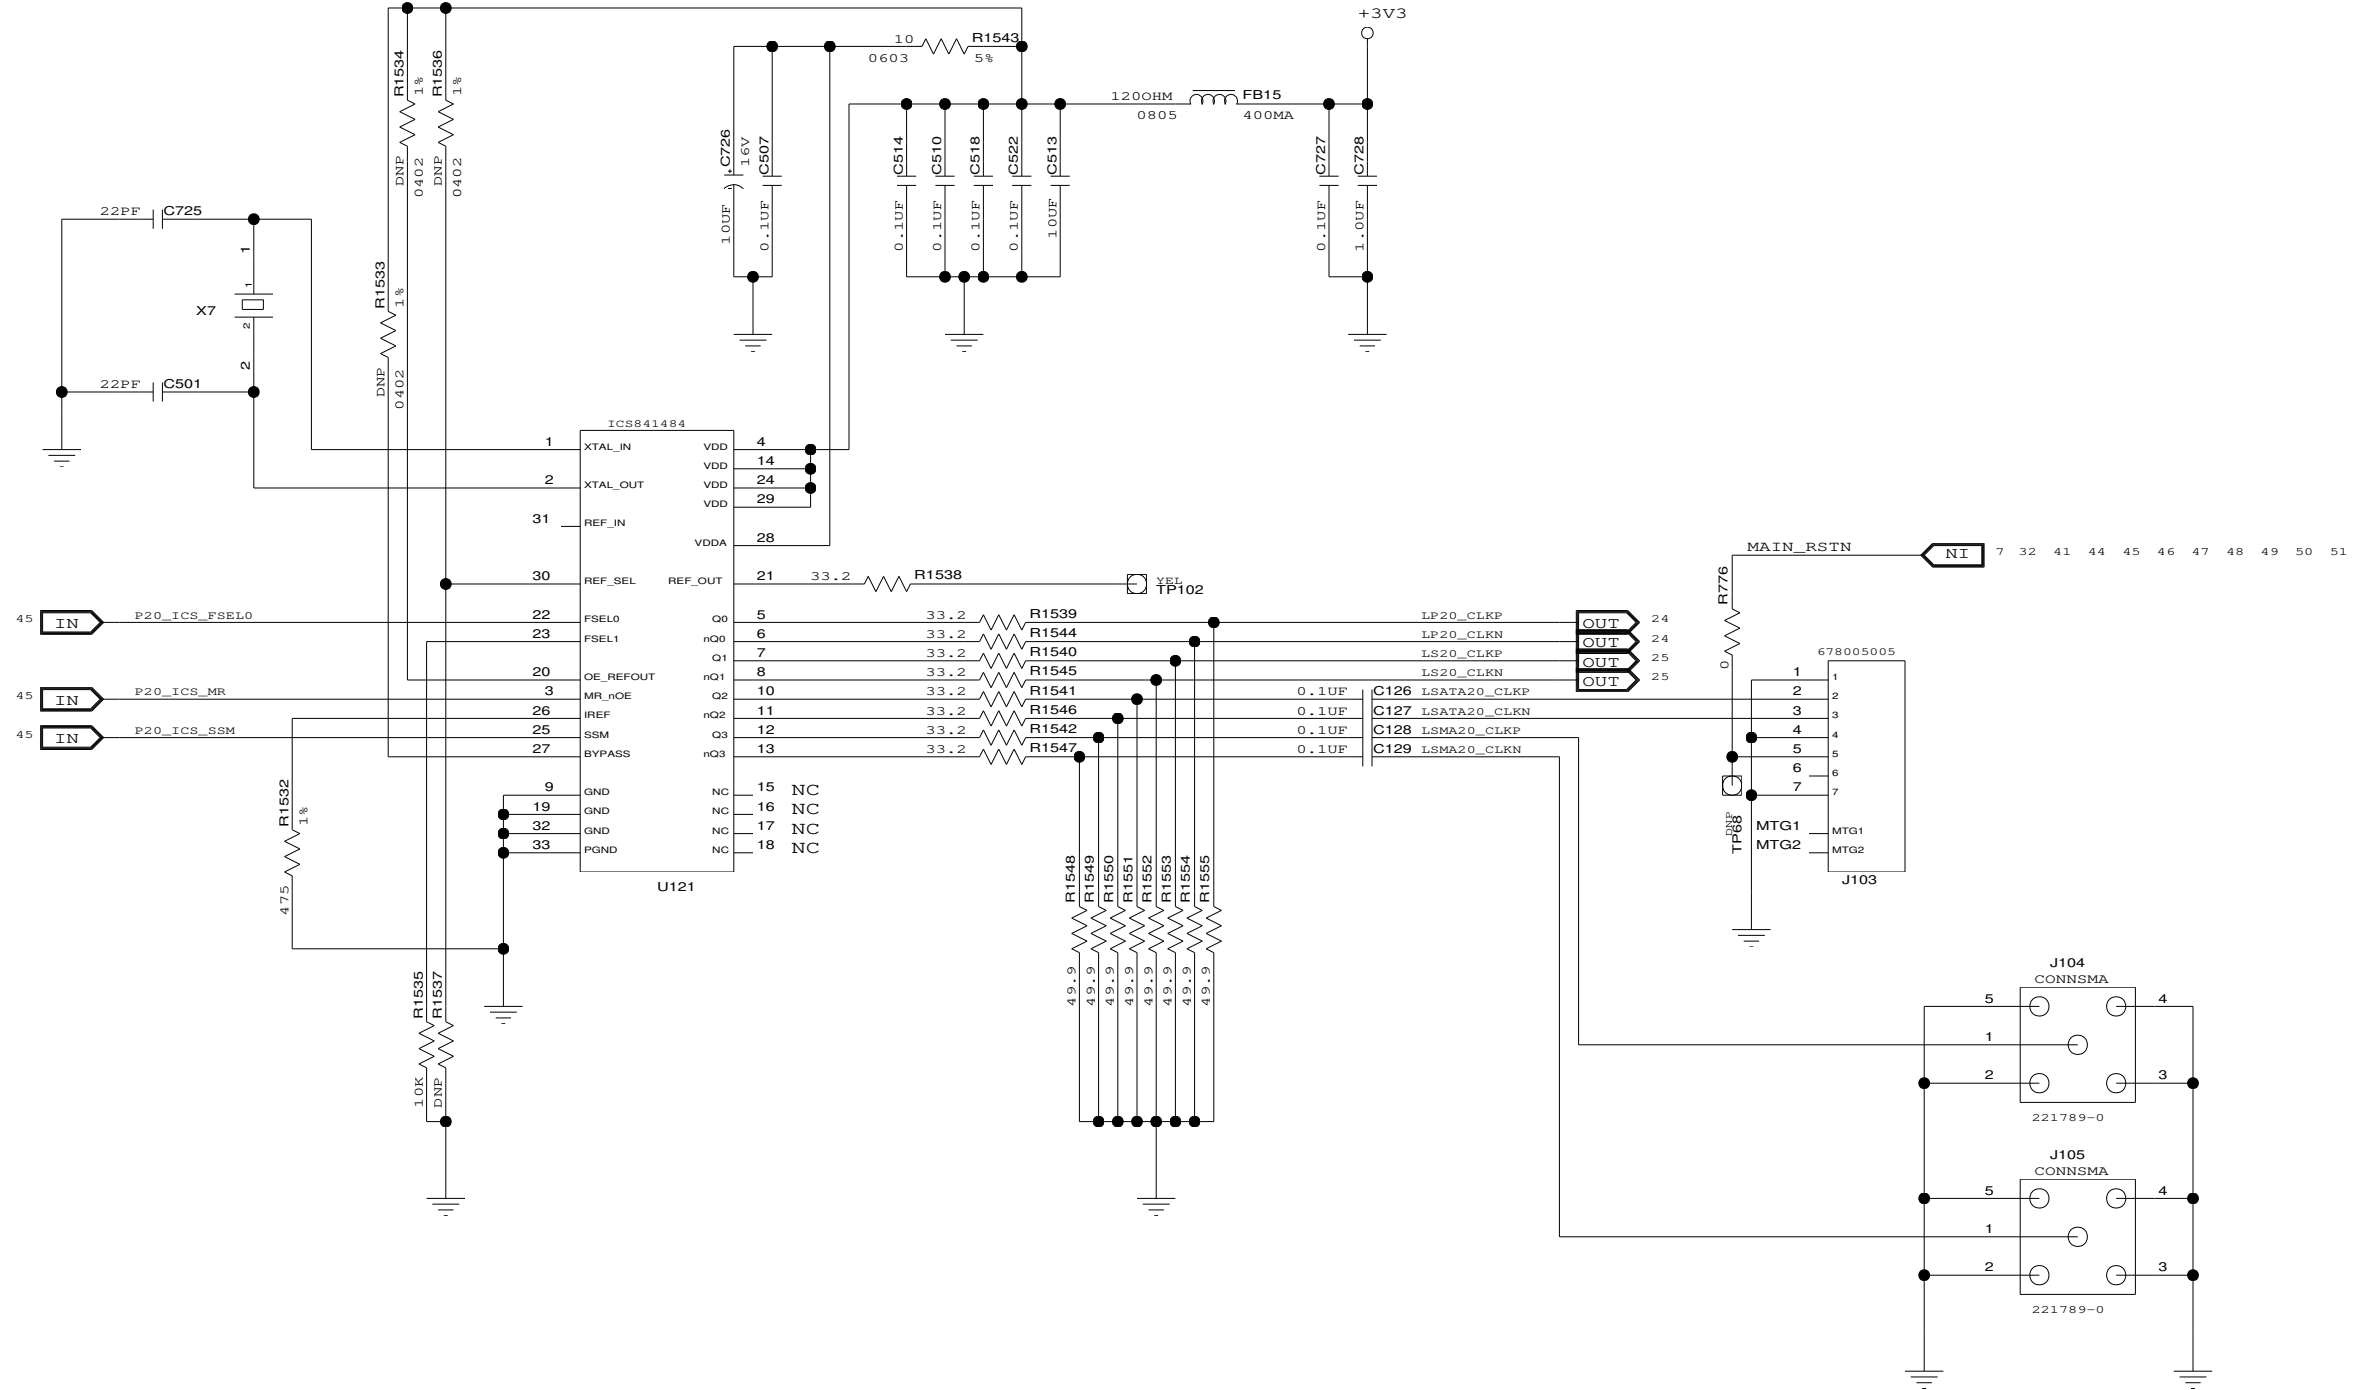 +3V3
10
R1543
0603
5%
R1534
1%
DNP
0402
R1536
1%
DNP
0402
120OHM
FB15
0805
400MA
C726
16V
10UF
C507
0.1UF
C514
0.1UF
C510
0.1UF
C518
0.1UF
C522
0.1UF
C513
10UF
C727
0.1UF
C728
1.0UF
22PF
C725
1
1
X7
2
2
22PF
C501
R1533
1%
DNP
0402
ICS841484
1 XTAL_IN VDD 4
VDD 14
2 XTAL_OUT VDD 24
VDD 29
31 REF_IN
VDDA 28
30 REF_SEL REF_OUT 21 33.2 R1538 YEL
TP102
MAIN_RSTN NI 7 32 41 44 45 46 47 48 49 50 51
R776
0
45 IN P20_ICS_FSEL0 22 FSEL0 Q0 5 33.2 R1539 LP20_CLKP OUT 24
23 FSEL1 nQ0 6 33.2 R1544 LP20_CLKN OUT 24
Q1 7 33.2 R1540 LS20_CLKP OUT 25
20 OE_REFOUT nQ1 8 33.2 R1545 LS20_CLKN OUT 25
45 IN P20_ICS_MR 3 MR_nOE Q2 10 33.2 R1541 0.1UF C126 LSATA20_CLKP
26 IREF nQ2 11 33.2 R1546 0.1UF C127 LSATA20_CLKN
45 IN P20_ICS_SSM 25 SSM Q3 12 33.2 R1542 0.1UF C128 LSMA20_CLKP
27 BYPASS nQ3 13 33.2 R1547 0.1UF C129 LSMA20_CLKN
9 GND NC 15 NC
19 GND NC 16 NC
32 GND NC 17 NC
33 PGND NC 18 NC
U121
678005005
1 1
2 2
3 3
4 4
5 5
6 6
7 7
MTG1 MTG1
MTG2 MTG2
J103
DNP
TP68
R1532
1%
475
R1548
49.9
R1549
49.9
R1550
49.9
R1551
49.9
R1552
49.9
R1553
49.9
R1554
49.9
R1555
49.9
R1535
10K
R1537
DNP
J104
CONNSMA
5 4
1
2 3
221789-0
J105
CONNSMA
5 4
1
2 3
221789-0